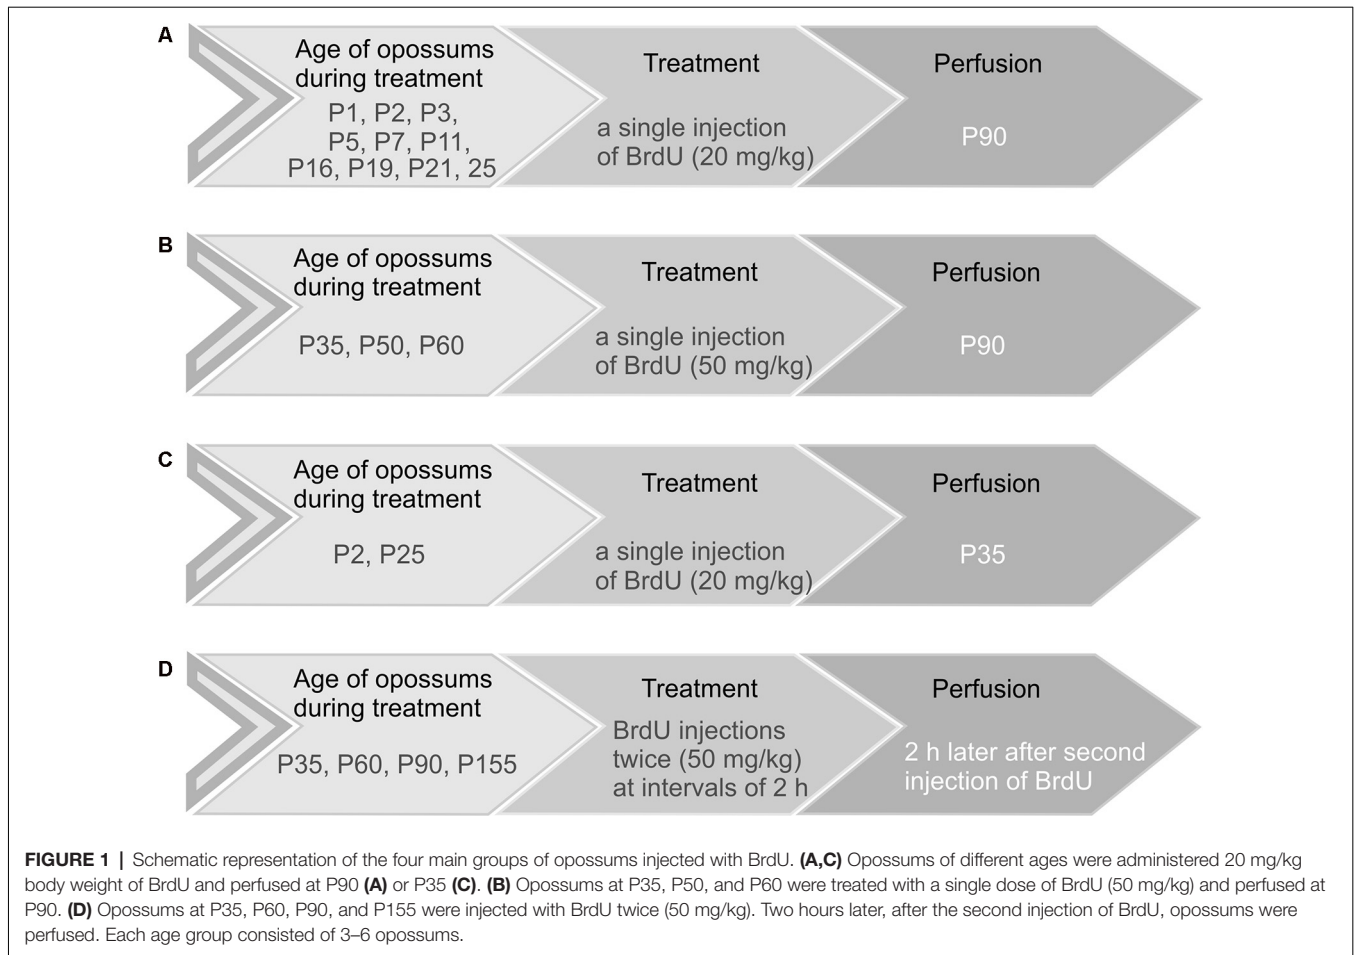 A
Age of opossums
during treatment
P1, P2, P3,
P5, P7, P11,
P16, P19, P21, 25
Treatment
a single injection
of BrdU (20 mg/kg)
Perfusion
P90
B
Age of opossums
during treatment
P35, P50, P60
Treatment
a single injection
of BrdU (50 mg/kg)
Perfusion
P90
C
Age of opossums
during treatment
P2, P25
Treatment
a single injection
of BrdU (20 mg/kg)
Perfusion
P35
D
Age of opossums
during treatment
P35, P60, P90, P155
Treatment
BrdU injections
twice (50 mg/kg)
at intervals of 2 h
Perfusion
2 h later after second
injection of BrdU
FIGURE 1 | Schematic representation of the four main groups of opossums injected with BrdU. (A,C) Opossums of different ages were administered 20 mg/kg
body weight of BrdU and perfused at P90 (A) or P35 (C). (B) Opossums at P35, P50, and P60 were treated with a single dose of BrdU (50 mg/kg) and perfused at
P90. (D) Opossums at P35, P60, P90, and P155 were injected with BrdU twice (50 mg/kg). Two hours later, after the second injection of BrdU, opossums were
perfused. Each age group consisted of 3–6 opossums.